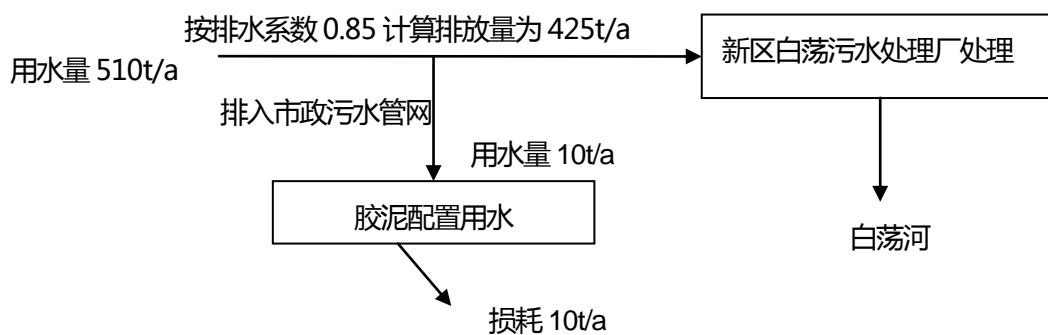 按排水系数 0.85 计算排放量为 425t/a
新区白荡污水处理厂处理
用水量 510t/a
排入市政污水管网
用水量 10t/a
胶泥配置用水
白荡河
损耗 10t/a